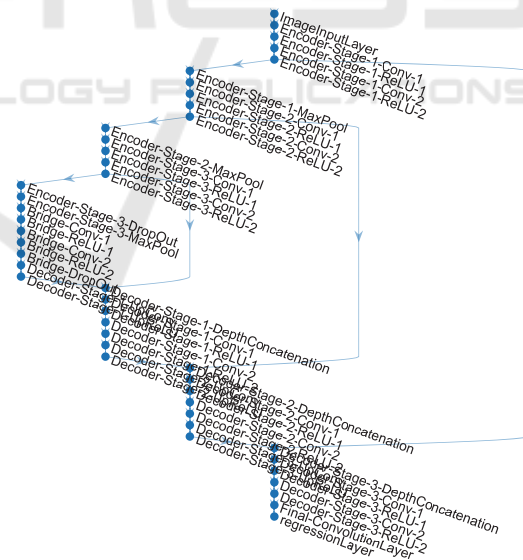 ImageInputLayer
Encoder-Stage-1-Conv-1
Encoder-Stage-1-ReLU-1
Encoder-Stage-1-Conv-2
Encoder-Stage-1-ReLU-2
Encoder-Stage-1-MaxPool
Encoder-Stage-2-Conv-1
Encoder-Stage-2-ReLU-1
Encoder-Stage-2-Conv-2
Encoder-Stage-2-ReLU-2
Encoder-Stage-2-MaxPool
Encoder-Stage-3-Conv-1
Encoder-Stage-3-ReLU-1
Encoder-Stage-3-Conv-2
Encoder-Stage-3-ReLU-2
Encoder-Stage-3-DropOut
Encoder-Stage-3-MaxPool
Bridge-Conv-1
Bridge-ReLU-1
Bridge-Conv-2
Bridge-ReLU-2
Bridge-DropOut
Decoder-Stage-1-DepthConcatenation
Decoder-Stage-1-Conv-1
Decoder-Stage-1-ReLU-1
Decoder-Stage-1-Conv-2
Decoder-Stage-2-DepthConcatenation
Decoder-Stage-2-Conv-1
Decoder-Stage-2-ReLU-1
Decoder-Stage-2-Conv-2
Decoder-Stage-3-DepthConcatenation
Decoder-Stage-3-Conv-1
Decoder-Stage-3-ReLU-1
Decoder-Stage-3-Conv-2
Decoder-Stage-3-ReLU-2
Final-ConvolutionLayer
regressionLayer